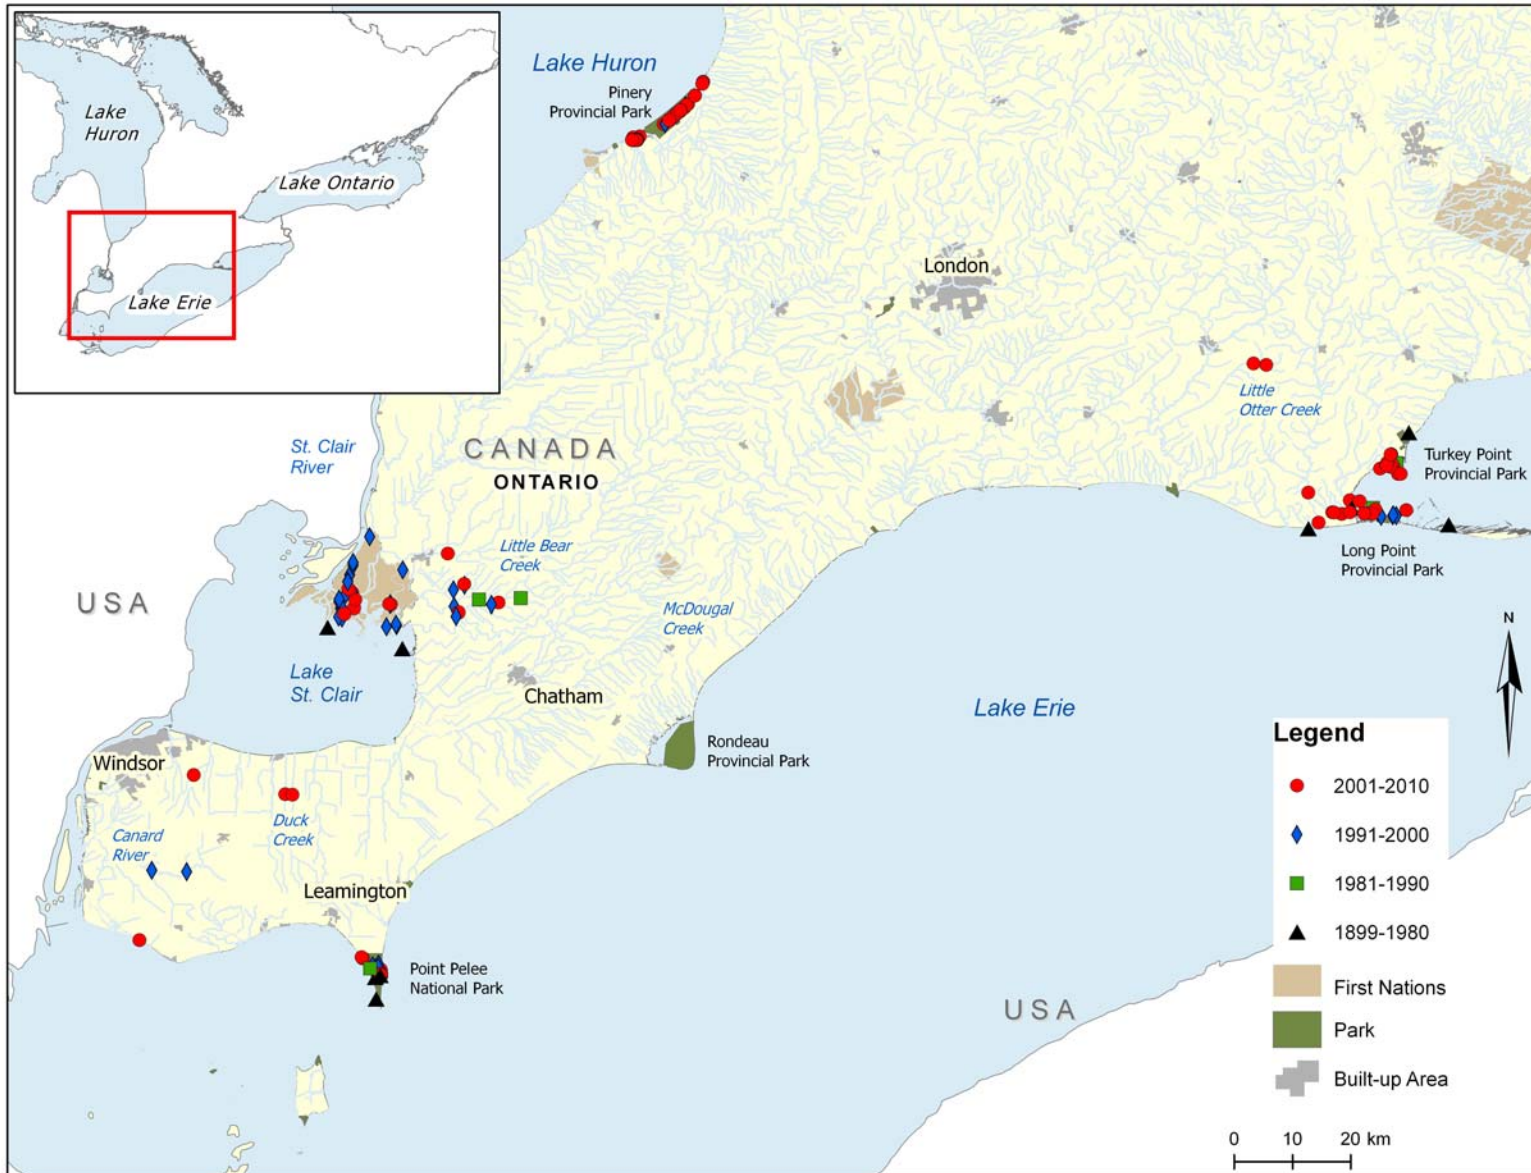 Lake
Huron
Lake Ontario
Lake Erie
Lake Huron
Pinery
Provincial Park
London
Little
Otter Creek
St. Clair
River
CANADA
ONTARIO
Turkey Point
Provincial Park
Little Bear
Creek
Long Point
Provincial Park
USA
McDougal
Creek
N
Lake
St. Clair
Chatham
Lake Erie
Rondeau
Provincial Park
Windsor
Duck
Creek
Canard
River
Leamington
Point Pelee
National Park
USA
Legend
2001-2010
1991-2000
1981-1990
1899-1980
First Nations
Park
Built-up Area
0 10 20 km